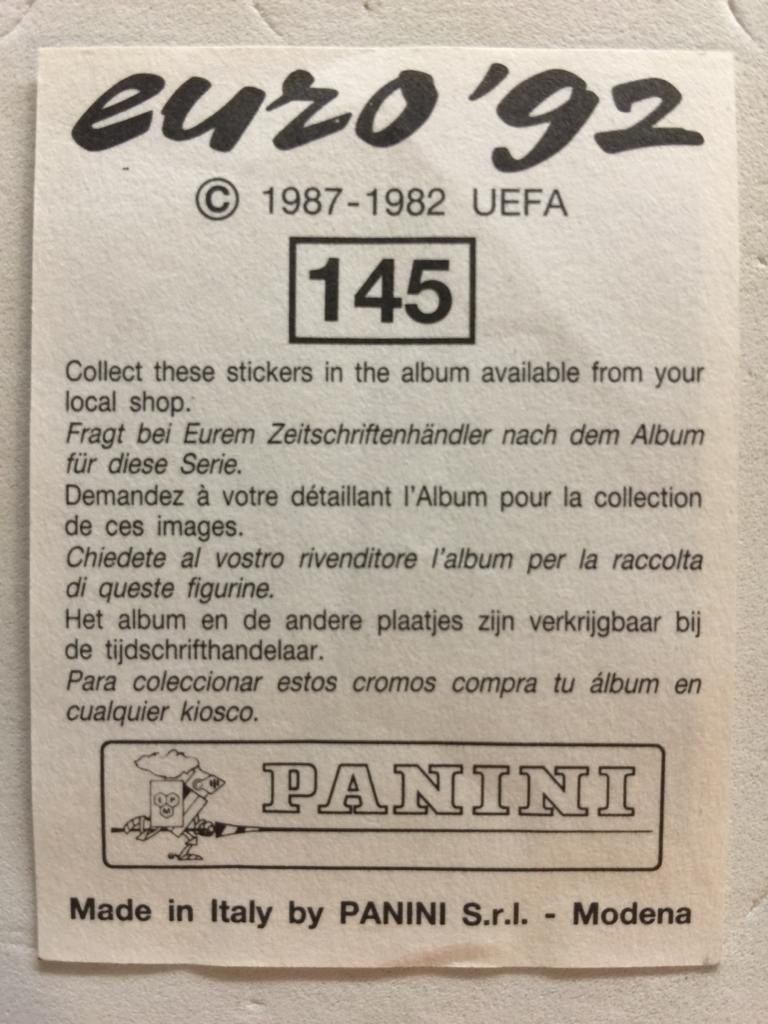 euro '92
© 1987-1982 UEFA
145
Collect these stickers in the album available from your
local shop.
Fragt bei Eurem Zeitschriftenhändler nach dem Album
für diese Serie.
Demandez à votre détaillant l'Album pour la collection
de ces images.
Chiedete al vostro rivenditore l'album per la raccolta
di queste figurine.
Het album en de andere plaatjes zijn verkrijgbaar bij
de tijdschrifthandelaar.
Para coleccionar estos cromos compra tu álbum en
cualquier kiosco.
PANINI
Made in Italy by PANINI S.r.l. - Modena